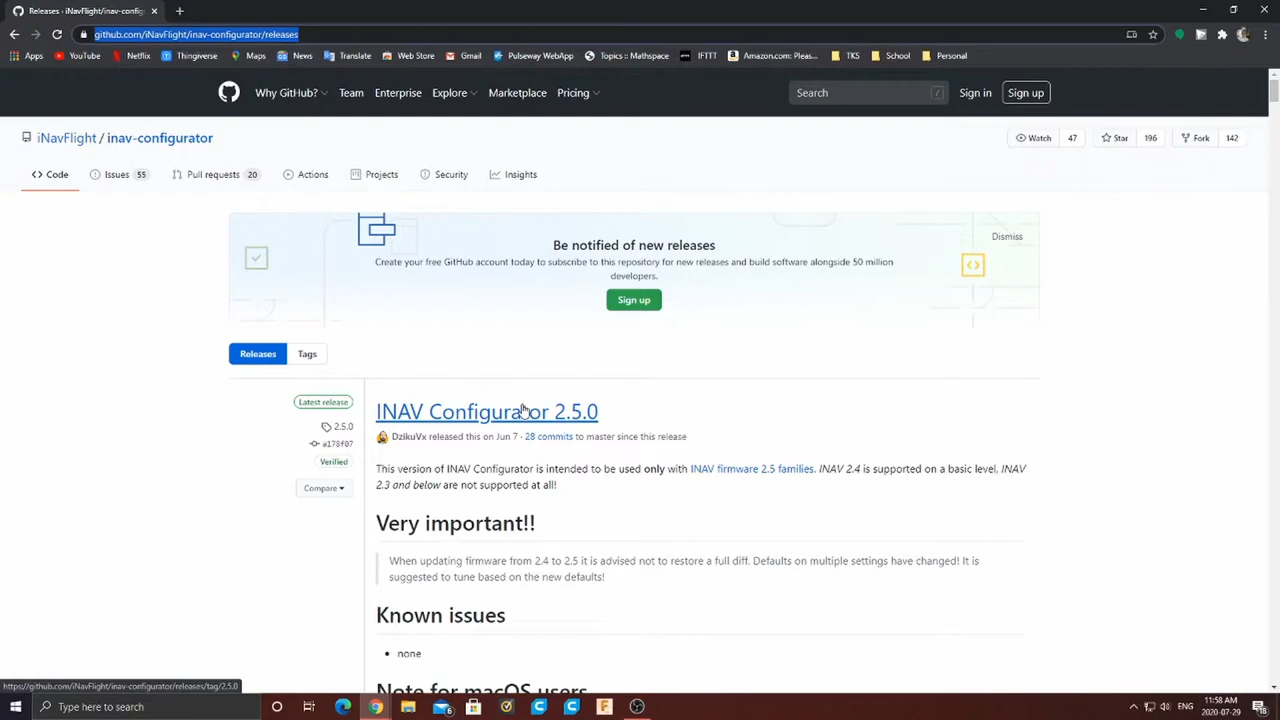 Releases · iNavFlight/inav-config
github.com/iNavFlight/inav-configurator/releases
Apps YouTube Netflix Thingiverse Maps News Translate Web Store Gmail Pulseway WebApp Topics :: Mathspace IFTTT Amazon.com: Pleas... TKS School Personal
Why GitHub? Team Enterprise Explore Marketplace Pricing Search / Sign in Sign up
iNavFlight / inav-configurator Watch 47 Star 196 Fork 142
Code Issues 55 Pull requests 20 Actions Projects Security Insights
Be notified of new releases Dismiss
Create your free GitHub account today to subscribe to this repository for new releases and build software alongside 50 million
developers.
Sign up
Releases Tags
Latest release
INAV Configurator 2.5.0
2.5.0
DzikuVx released this on Jun 7 · 28 commits to master since this release
a178f07
Verified
This version of INAV Configurator is intended to be used only with INAV firmware 2.5 families. INAV 2.4 is supported on a basic level, INAV
2.3 and below are not supported at all!
Compare
Very important!!
When updating firmware from 2.4 to 2.5 it is advised not to restore a full diff. Defaults on multiple settings have changed! It is
suggested to tune based on the new defaults!
Known issues
• none
Note for macOS users
https://github.com/iNavFlight/inav-configurator/releases/tag/2.5.0
Type here to search
11:58 AM
2020-07-29